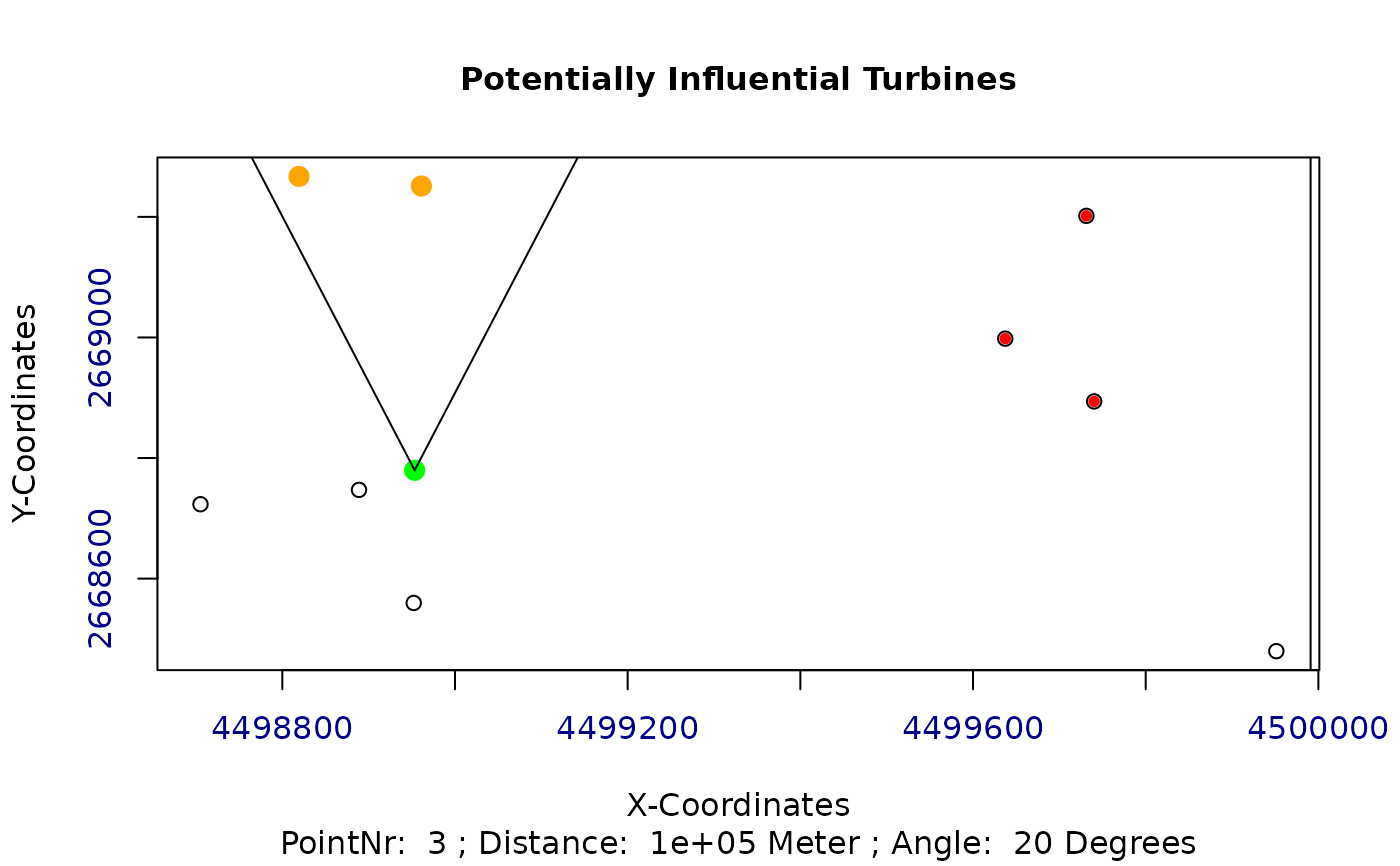 Potentially Influential Turbines
Y-Coordinates
2669000
2668600
4498800 4499200 4499600 4500000
X-Coordinates
PointNr: 3 ; Distance: 1e+05 Meter ; Angle: 20 Degrees